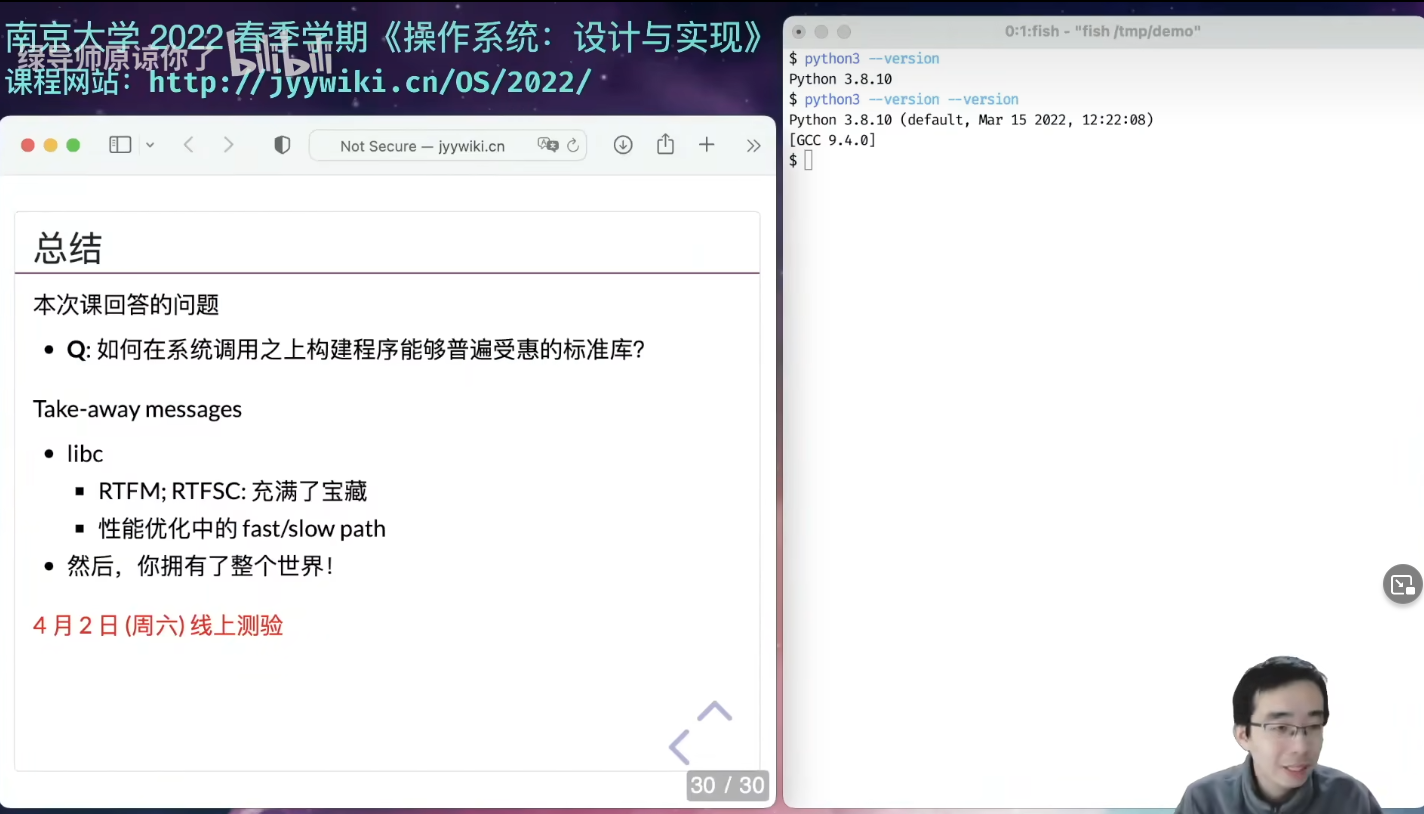 南京大学 2022 春季学期《操作系统：设计与实现》
绿导师原谅你了 bilibili
课程网站：http://jyywiki.cn/OS/2022/
Not Secure — jyywiki.cn
总结
本次课回答的问题
• Q: 如何在系统调用之上构建程序能够普遍受惠的标准库?
Take-away messages
• libc
▪ RTFM; RTFSC: 充满了宝藏
▪ 性能优化中的 fast/slow path
• 然后，你拥有了整个世界！
4 月 2 日 (周六) 线上测验
30 / 30
0:1:fish - "fish /tmp/demo"
$ python3 --version
Python 3.8.10
$ python3 --version --version
Python 3.8.10 (default, Mar 15 2022, 12:22:08)
[GCC 9.4.0]
$